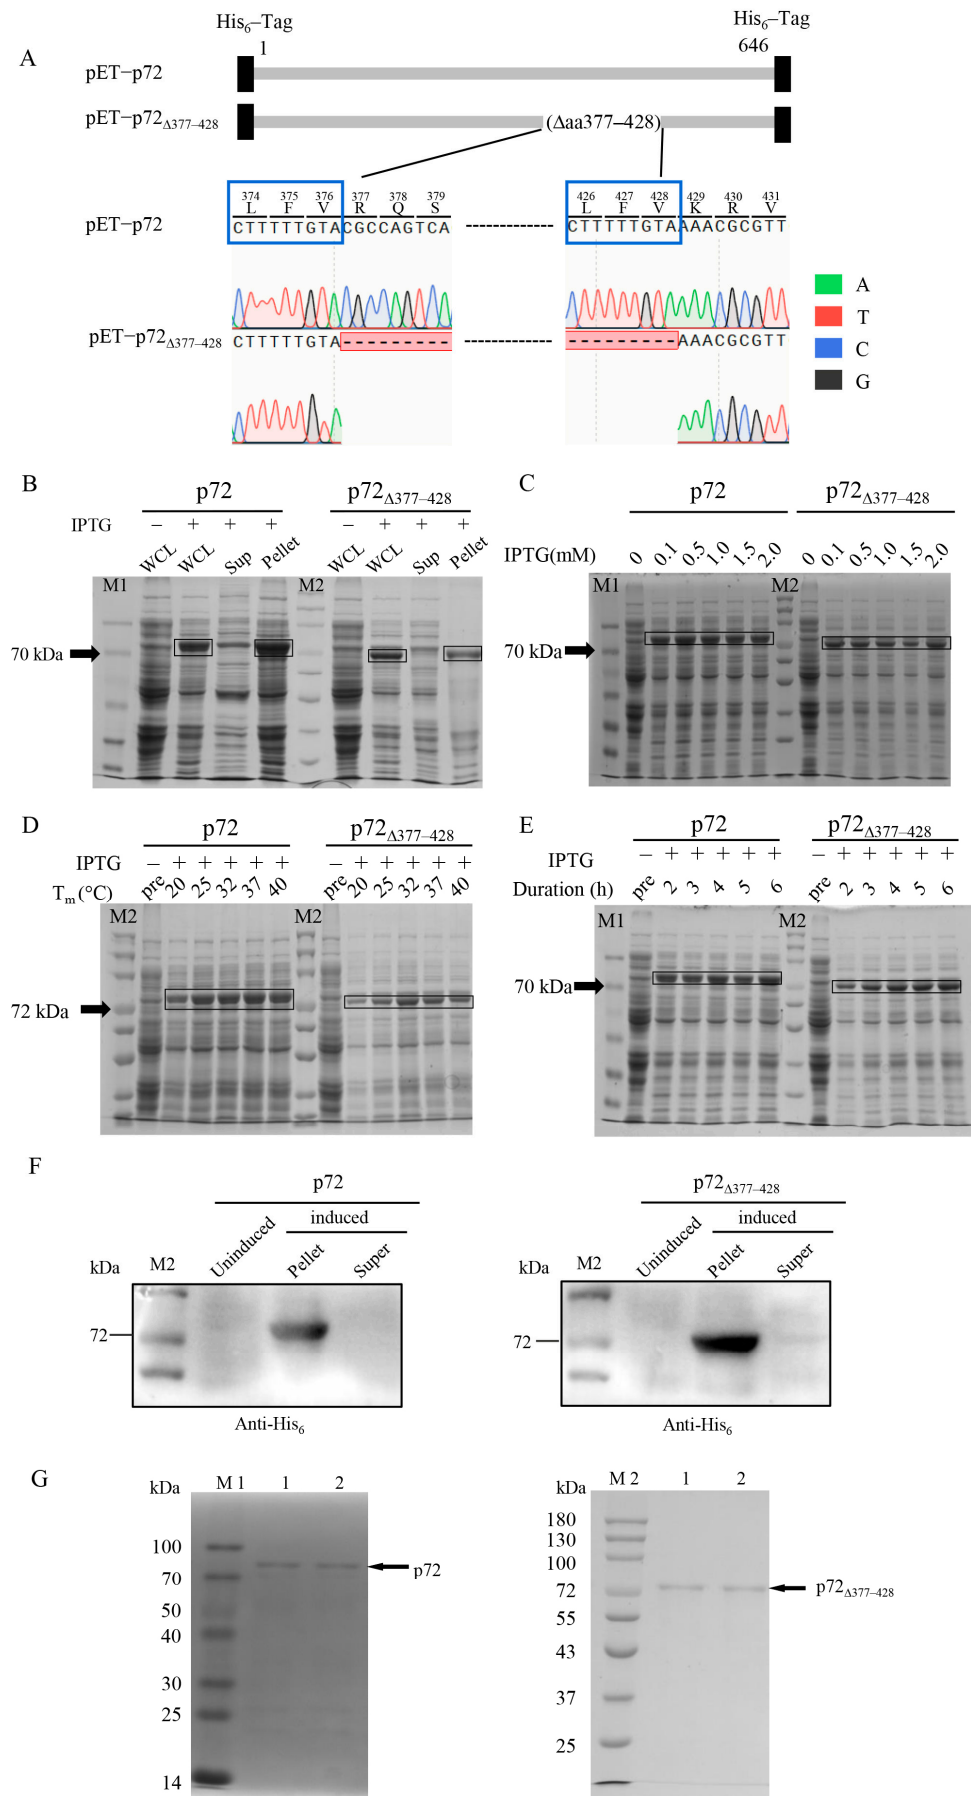 A
His6–Tag His6–Tag
1 646
pET–p72
pET–p72Δ377–428 (Δaa377–428)
374 375 376 377 378 379 426 427 428 429 430 431
L F V R Q S L F V K R V
pET–p72 CTTTTTGTACGCCAGTCA ---------- CTTTTTGTAAAACGCGTT
A
T
C
G
pET–p72Δ377–428 CTTTTTGTA--------- ---------- ---------AAACGCGTT
B
p72 p72Δ377–428
IPTG – + + + – + + +
WCL WCL Sup Pellet WCL WCL Sup Pellet
M1 M2
70 kDa
C
p72 p72Δ377–428
IPTG(mM) 0 0.1 0.5 1.0 1.5 2.0 0 0.1 0.5 1.0 1.5 2.0
M1 M2
70 kDa
D
p72 p72Δ377–428
IPTG – + + + + + – + + + + +
Tm (°C) pre 20 25 32 37 40 pre 20 25 32 37 40
M2 M2
72 kDa
E
p72 p72Δ377–428
IPTG – + + + + + – + + + + +
Duration (h) pre 2 3 4 5 6 pre 2 3 4 5 6
M1 M2
70 kDa
F
p72
induced
kDa M2 Uninduced Pellet Super
72
Anti-His6
p72Δ377–428
induced
kDa M2 Uninduced Pellet Super
72
Anti-His6
G
kDa M 1 1 2
100
70
50
40
30
25
14
p72
kDa M 2 1 2
180
130
100
72
55
43
37
25
p72Δ377–428